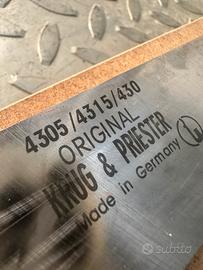 4305/4315/430
ORIGINAL
KRUG & PRIESTER
Made in Germany
subito